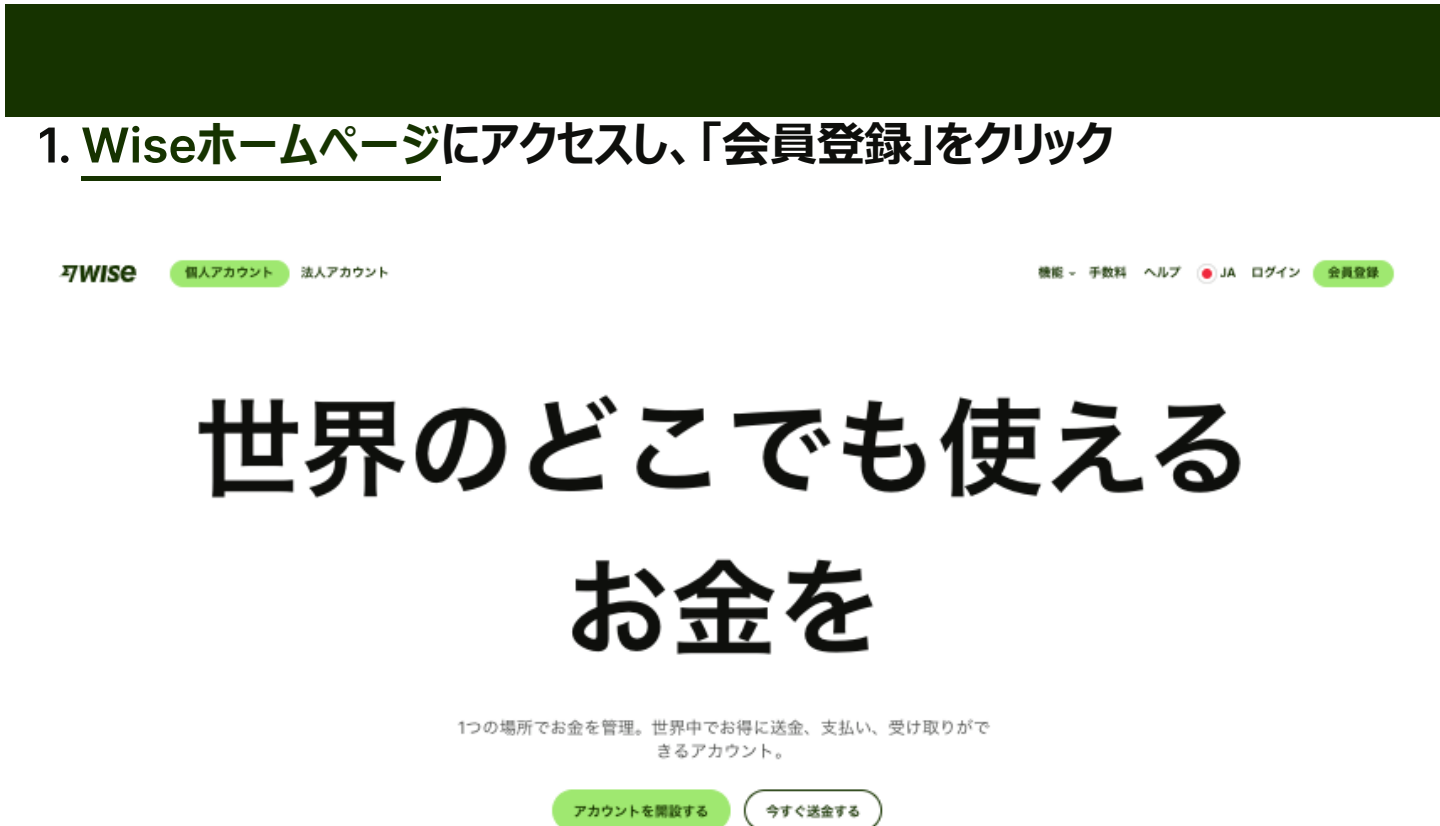 1. Wiseホームページにアクセスし、「会員登録」をクリック
WISE 個人アカウント 法人アカウント 機能 手数料 ヘルプ JA ログイン 会員登録
世界のどこでも使える
お金を
1つの場所でお金を管理。世界中でお得に送金、支払い、受け取りがで
きるアカウント。
アカウントを開設する 今すぐ送金する